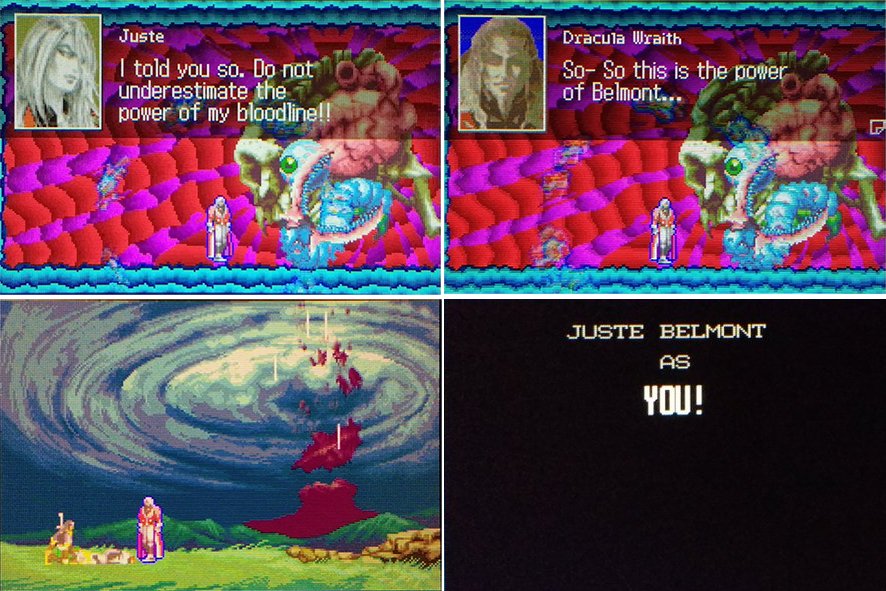 Juste
I told you so. Do not
underestimate the
power of my bloodline!!
Dracula Wraith
So- So this is the power
of Belmont...
JUSTE BELMONT
AS
YOU!